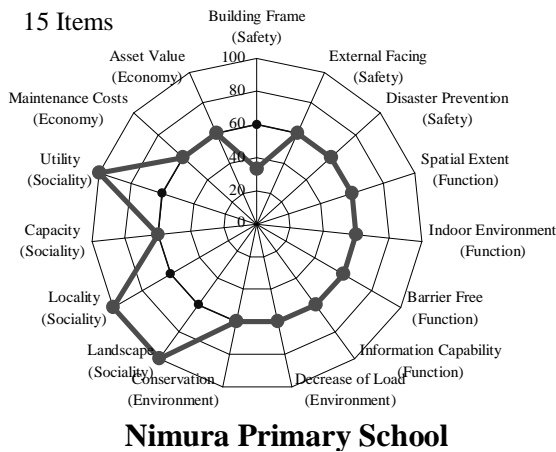 15 Items
Building Frame
(Safety)
External Facing
(Safety)
Disaster Prevention
(Safety)
Spatial Extent
(Function)
Indoor Environment
(Function)
Barrier Free
(Function)
Information Capability
(Function)
Decrease of Load
(Environment)
Conservation
(Environment)
Landscape
(Sociality)
Locality
(Sociality)
Capacity
(Sociality)
Utility
(Sociality)
Maintenance Costs
(Economy)
Asset Value
(Economy)
100
80
60
40
20
0
Nimura Primary School